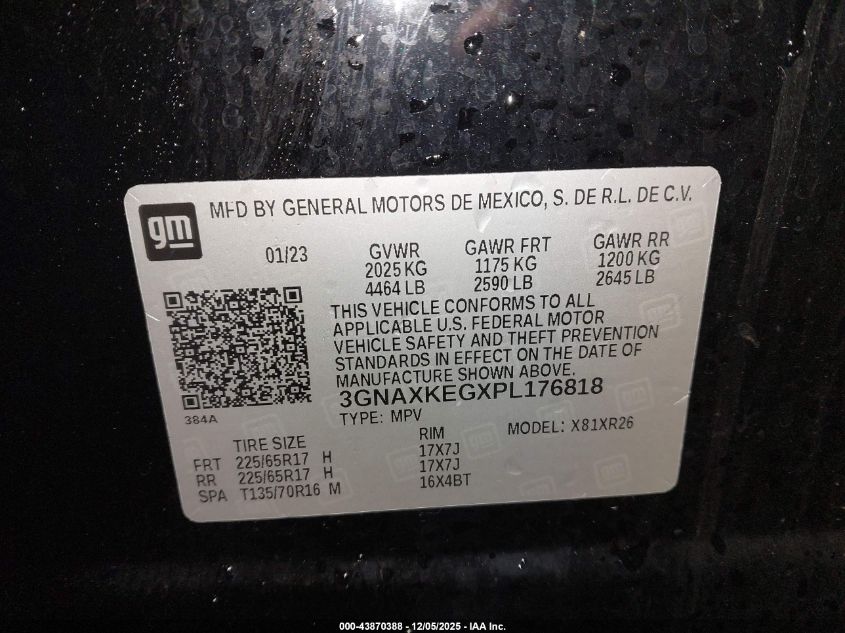 gm
MFD BY GENERAL MOTORS DE MEXICO, S. DE R.L. DE C.V.
01/23 GVWR GAWR FRT GAWR RR
2025 KG 1175 KG 1200 KG
4464 LB 2590 LB 2645 LB
THIS VEHICLE CONFORMS TO ALL
APPLICABLE U.S. FEDERAL MOTOR
VEHICLE SAFETY AND THEFT PREVENTION
STANDARDS IN EFFECT ON THE DATE OF
MANUFACTURE SHOWN ABOVE.
384A
3GNAXKEGXPL176818
TYPE: MPV MODEL: X81XR26
TIRE SIZE RIM
FRT 225/65R17 H 17X7J
RR 225/65R17 H 17X7J
SPA T135/70R16 M 16X4BT
000-43870388 - 12/05/2025 - IAA Inc.